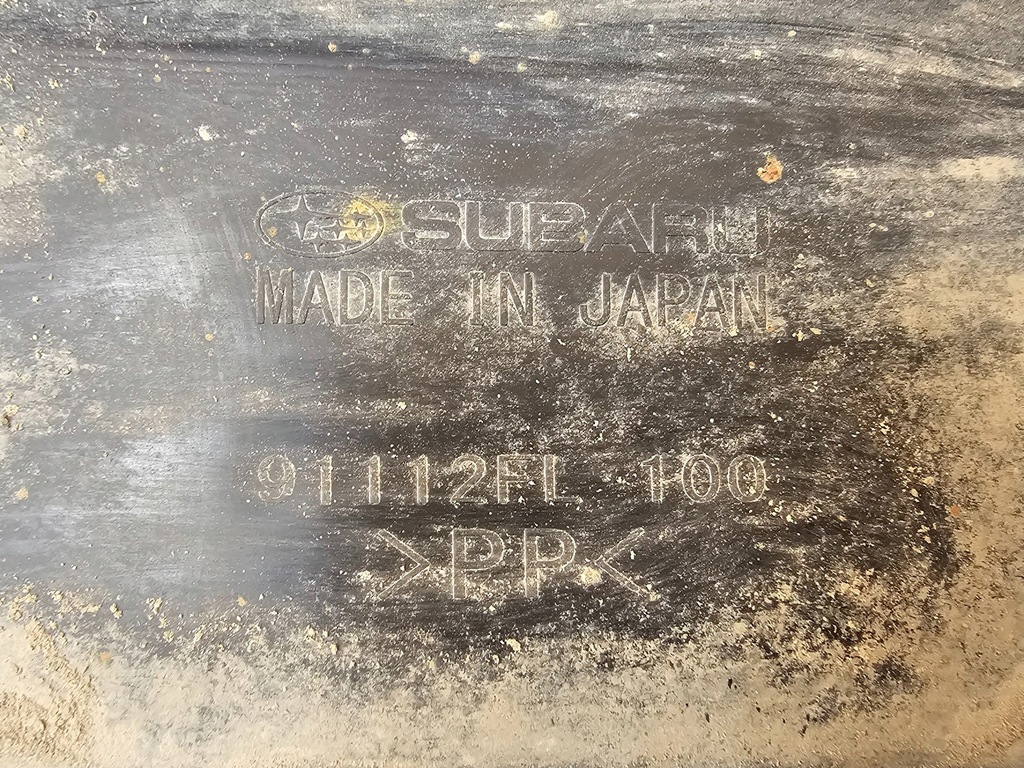 SUBARU
MADE IN JAPAN
91112FL 100
>PP<